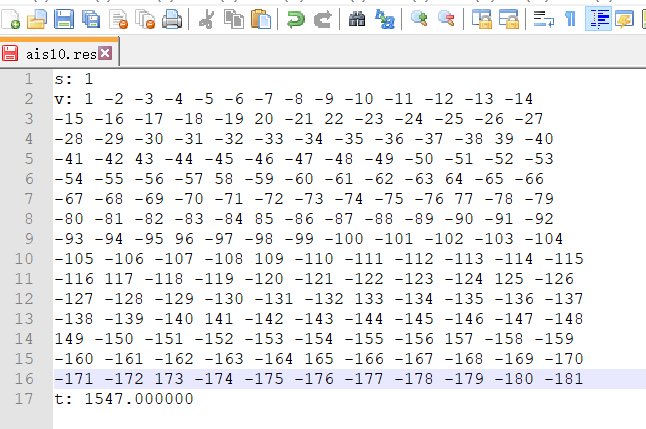 ais10.res
1 s: 1
2 v: 1 -2 -3 -4 -5 -6 -7 -8 -9 -10 -11 -12 -13 -14
3 -15 -16 -17 -18 -19 20 -21 22 -23 -24 -25 -26 -27
4 -28 -29 -30 -31 -32 -33 -34 -35 -36 -37 -38 39 -40
5 -41 -42 43 -44 -45 -46 -47 -48 -49 -50 -51 -52 -53
6 -54 -55 -56 -57 58 -59 -60 -61 -62 -63 64 -65 -66
7 -67 -68 -69 -70 -71 -72 -73 -74 -75 -76 77 -78 -79
8 -80 -81 -82 -83 -84 85 -86 -87 -88 -89 -90 -91 -92
9 -93 -94 -95 96 -97 -98 -99 -100 -101 -102 -103 -104
10 -105 -106 -107 -108 109 -110 -111 -112 -113 -114 -115
11 -116 117 -118 -119 -120 -121 -122 -123 -124 125 -126
12 -127 -128 -129 -130 -131 -132 133 -134 -135 -136 -137
13 -138 -139 -140 141 -142 -143 -144 -145 -146 -147 -148
14 149 -150 -151 -152 -153 -154 -155 -156 157 -158 -159
15 -160 -161 -162 -163 -164 165 -166 -167 -168 -169 -170
16 -171 -172 173 -174 -175 -176 -177 -178 -179 -180 -181
17 t: 1547.000000